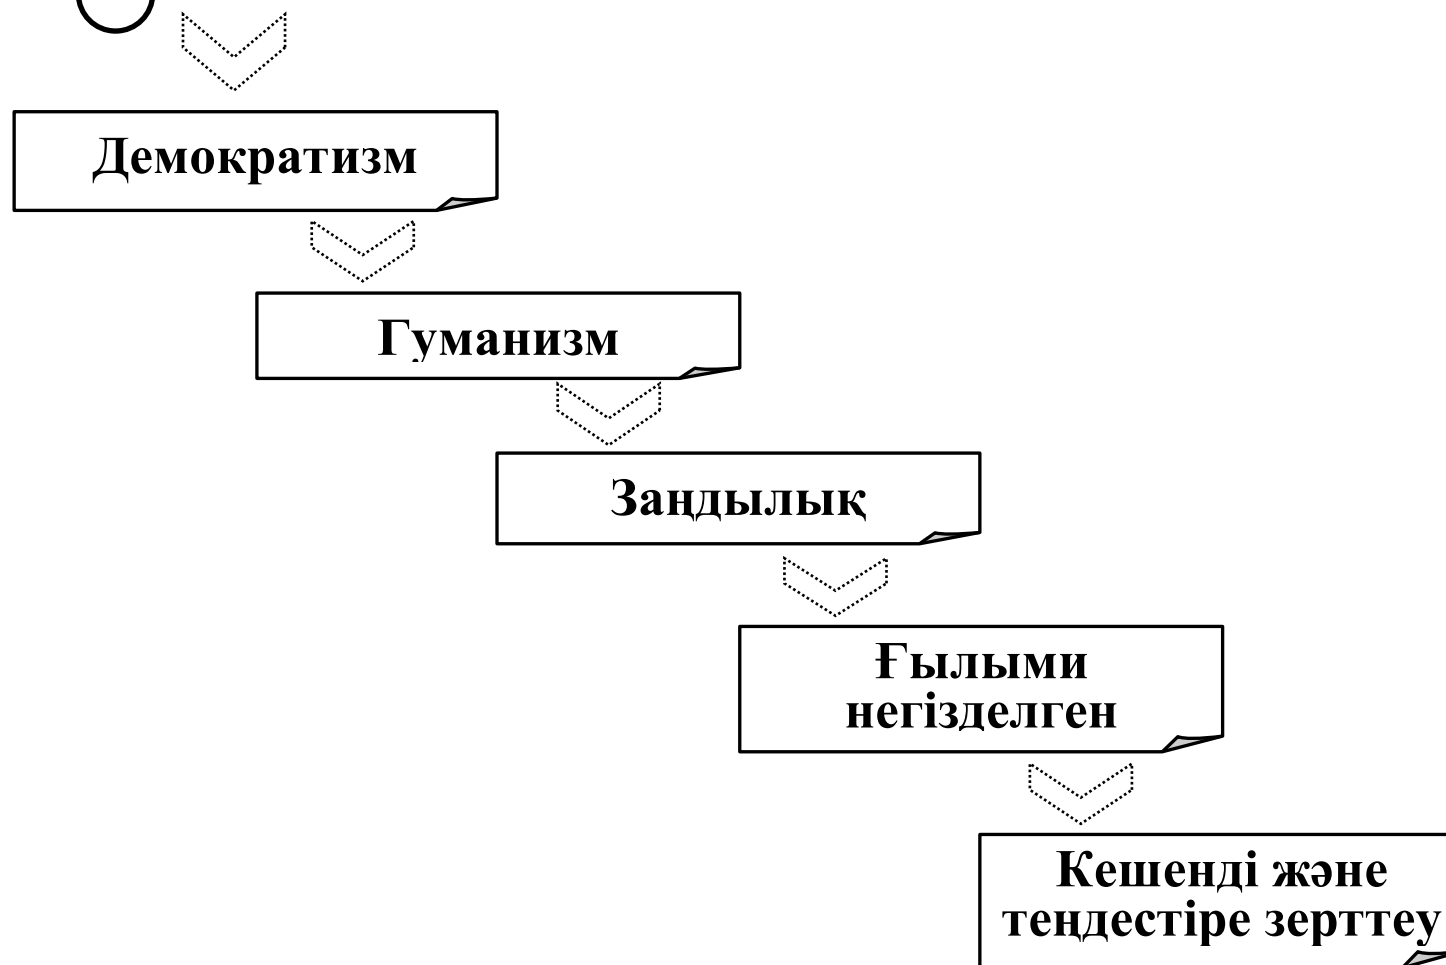 Демократизм
Гуманизм
Заңдылық
Ғылыми
негізделген
Кешенді және
теңдестіре зерттеу